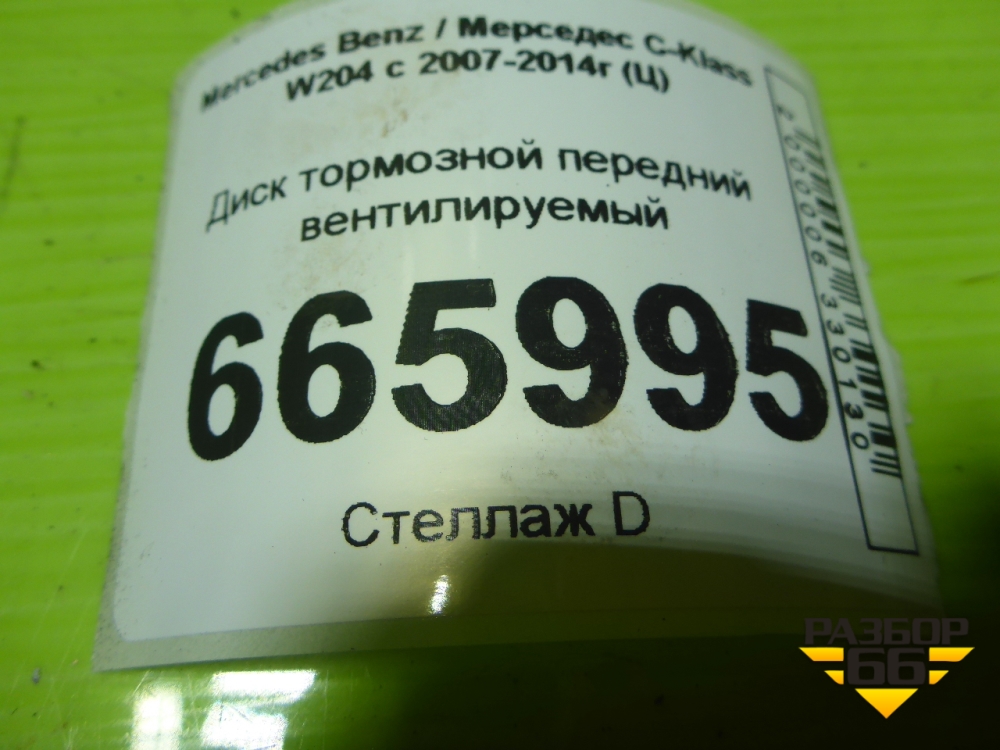 Mercedes Benz / Мерседес C-Klass
W204 с 2007-2014г (Ц)
Диск тормозной передний
вентилируемый
665995
Стеллаж D
2000006330130
РАЗБОР
66